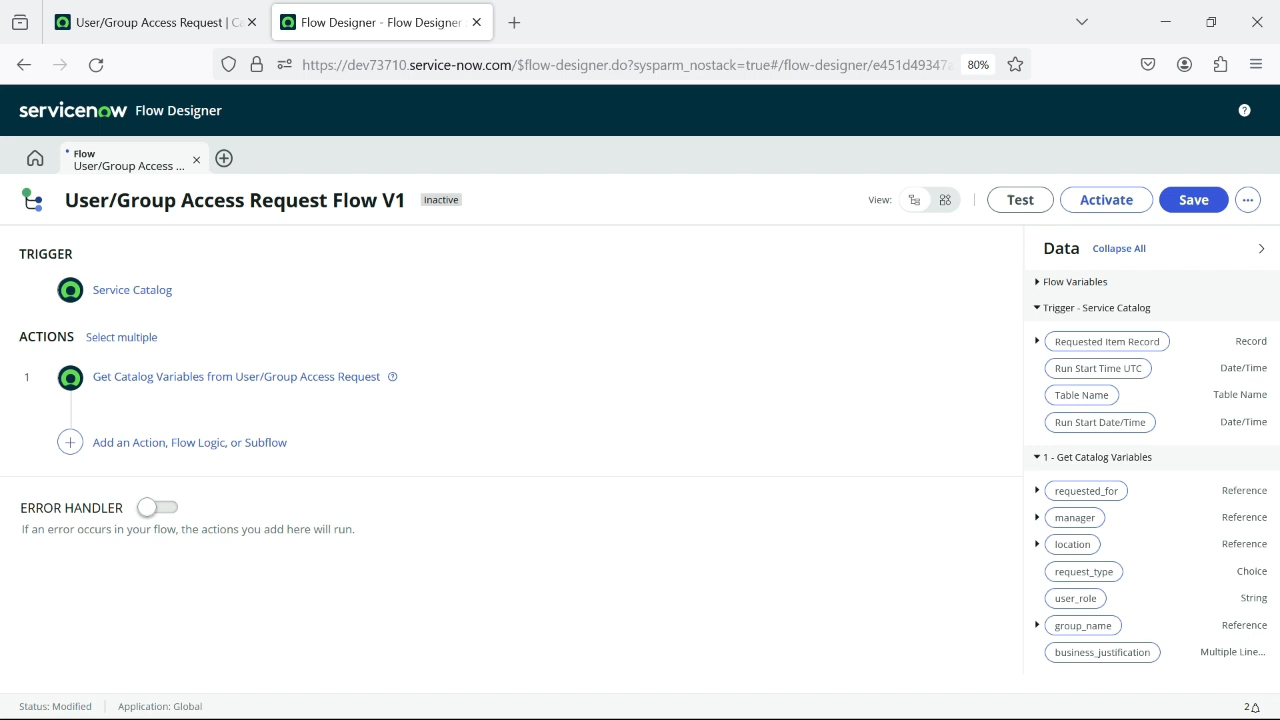 User/Group Access Request | Ca
Flow Designer - Flow Designer
https://dev73710.service-now.com/$flow-designer.do?sysparm_nostack=true#/flow-designer/e451d49347a
80%
servicenow Flow Designer
Flow
User/Group Access ...
User/Group Access Request Flow V1
Inactive
View:
Test
Activate
Save
TRIGGER
Service Catalog
ACTIONS Select multiple
1 Get Catalog Variables from User/Group Access Request
Add an Action, Flow Logic, or Subflow
ERROR HANDLER
If an error occurs in your flow, the actions you add here will run.
Data Collapse All
Flow Variables
Trigger - Service Catalog
Requested Item Record Record
Run Start Time UTC Date/Time
Table Name Table Name
Run Start Date/Time Date/Time
1 - Get Catalog Variables
requested_for Reference
manager Reference
location Reference
request_type Choice
user_role String
group_name Reference
business_justification Multiple Line...
Status: Modified Application: Global
2